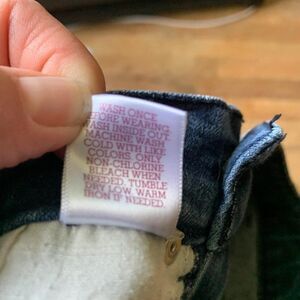 WASH ONCE
BEFORE WEARING.
WASH INSIDE OUT.
MACHINE WASH
COLD WITH LIKE
COLORS. ONLY
NON-CHLORINE
BLEACH WHEN
NEEDED. TUMBLE
DRY LOW. WARM
IRON IF NEEDED.